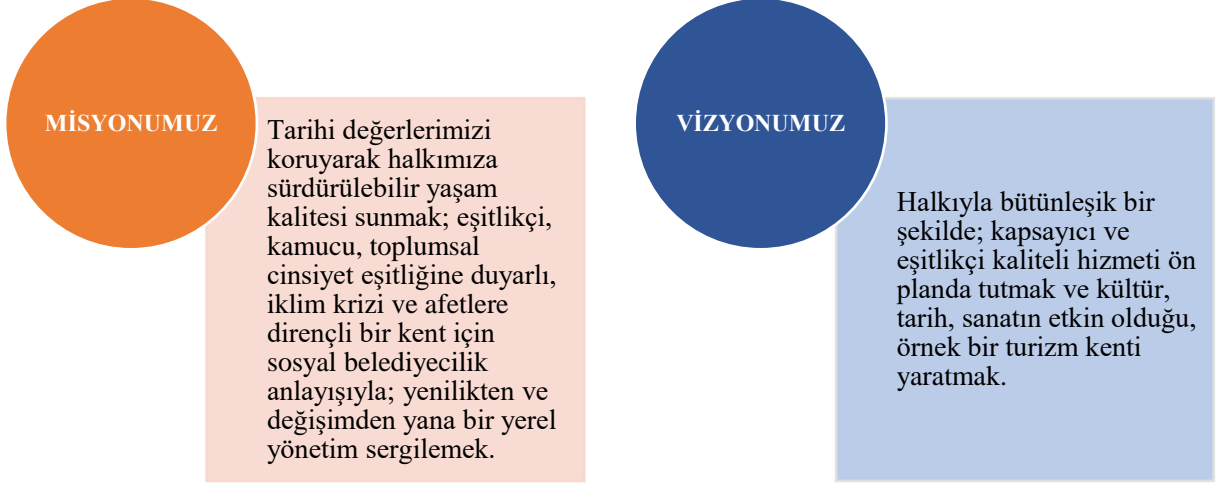 MİSYONUMUZ
Tarihi değerlerimizi
koruyarak halkımıza
sürdürülebilir yaşam
kalitesi sunmak; eşitlikçi,
kamucu, toplumsal
cinsiyet eşitliğine duyarlı,
iklim krizi ve afetlere
dirençli bir kent için
sosyal belediyecilik
anlayışıyla; yenilikten ve
değişimden yana bir yerel
yönetim sergilemek.
VİZYONUMUZ
Halkıyla bütünleşik bir
şekilde; kapsayıcı ve
eşitlikçi kaliteli hizmeti ön
planda tutmak ve kültür,
tarih, sanatın etkin olduğu,
örnek bir turizm kenti
yaratmak.